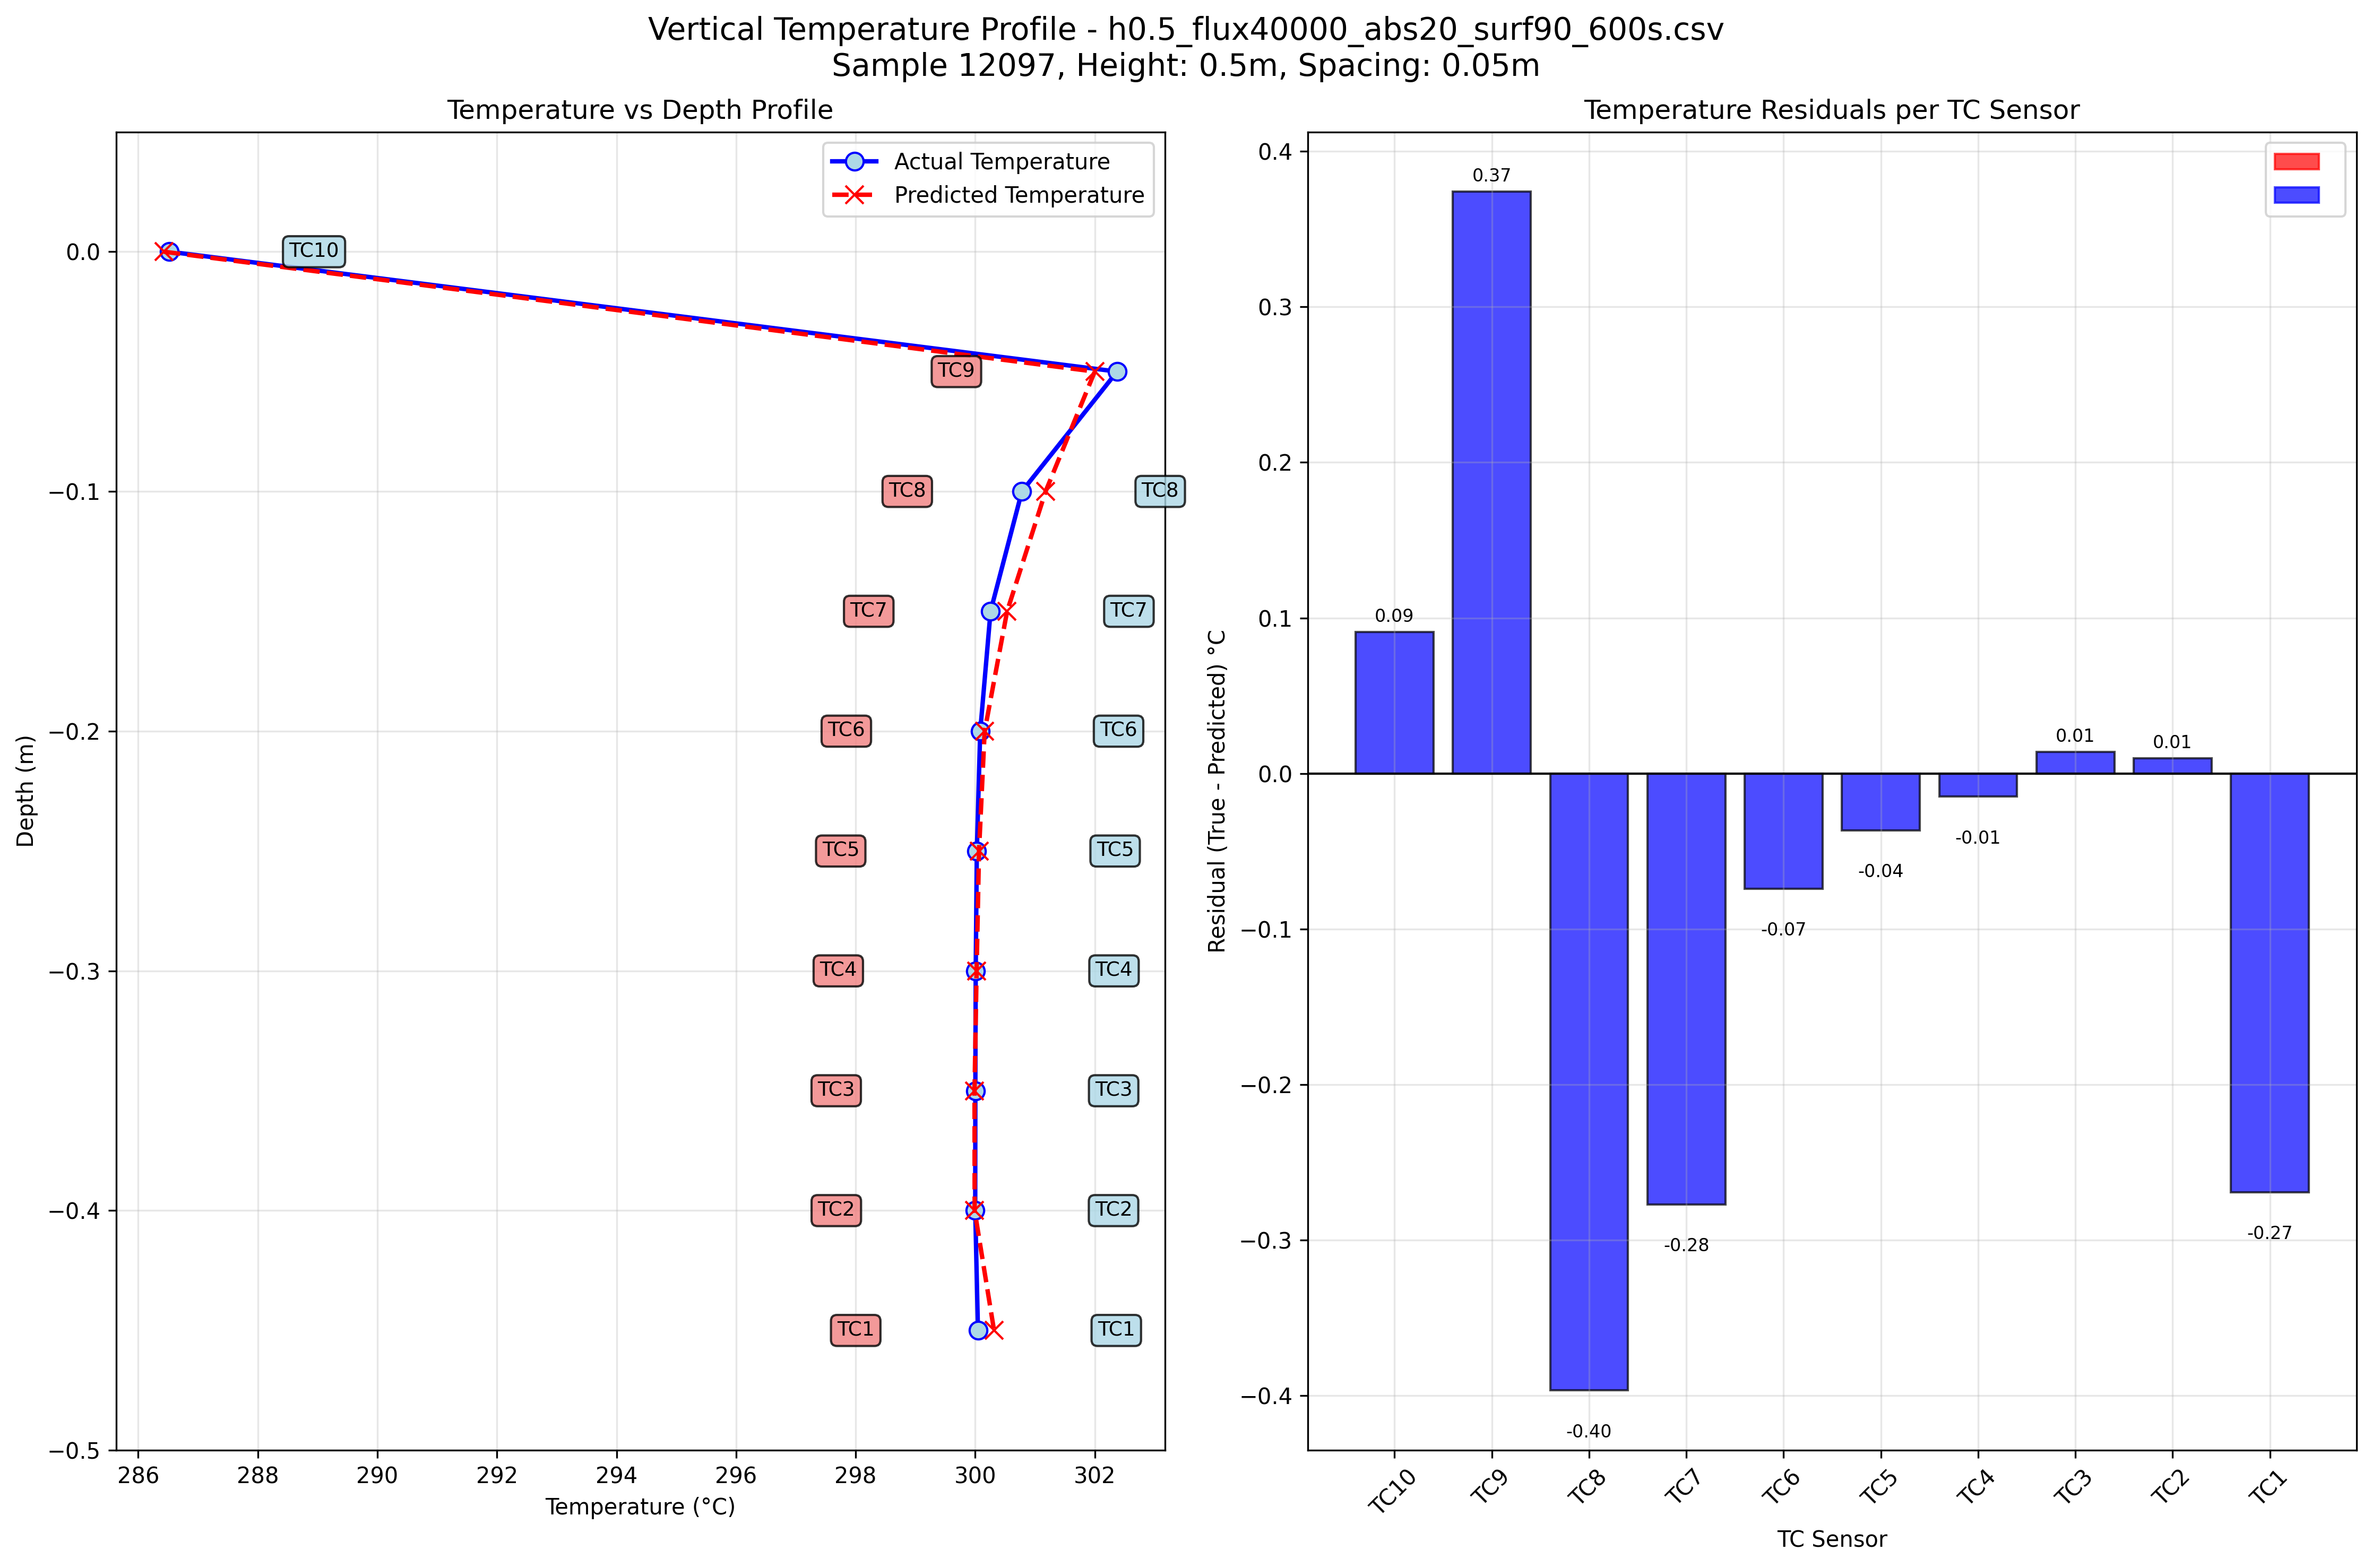 Vertical Temperature Profile - h0.5_flux40000_abs20_surf90_600s.csv
Sample 12097, Height: 0.5m, Spacing: 0.05m
Temperature vs Depth Profile
Actual Temperature
Predicted Temperature
TC10
TC9
TC8
TC8
TC7
TC7
TC6
TC6
TC5
TC5
TC4
TC4
TC3
TC3
TC2
TC2
TC1
TC1
0.0
−0.1
−0.2
−0.3
−0.4
−0.5
Depth (m)
286 288 290 292 294 296 298 300 302
Temperature (°C)
Temperature Residuals per TC Sensor
0.4
0.3
0.2
0.1
0.0
−0.1
−0.2
−0.3
−0.4
Residual (True - Predicted) °C
0.09
0.37
-0.40
-0.28
-0.07
-0.04
-0.01
0.01
0.01
-0.27
TC10 TC9 TC8 TC7 TC6 TC5 TC4 TC3 TC2 TC1
TC Sensor